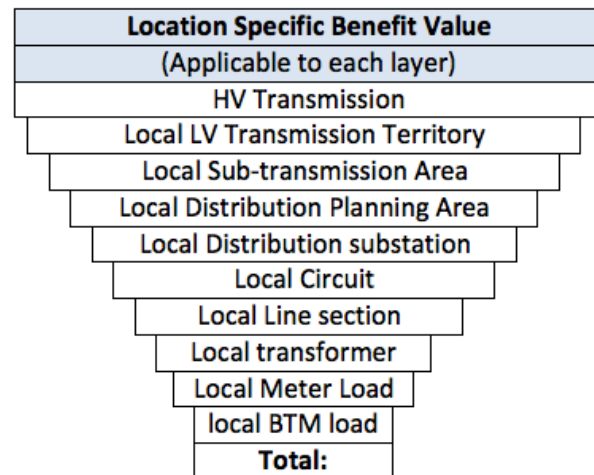 Location Specific Benefit Value
(Applicable to each layer)
HV Transmission
Local LV Transmission Territory
Local Sub-transmission Area
Local Distribution Planning Area
Local Distribution substation
Local Circuit
Local Line section
Local transformer
Local Meter Load
local BTM load
Total: